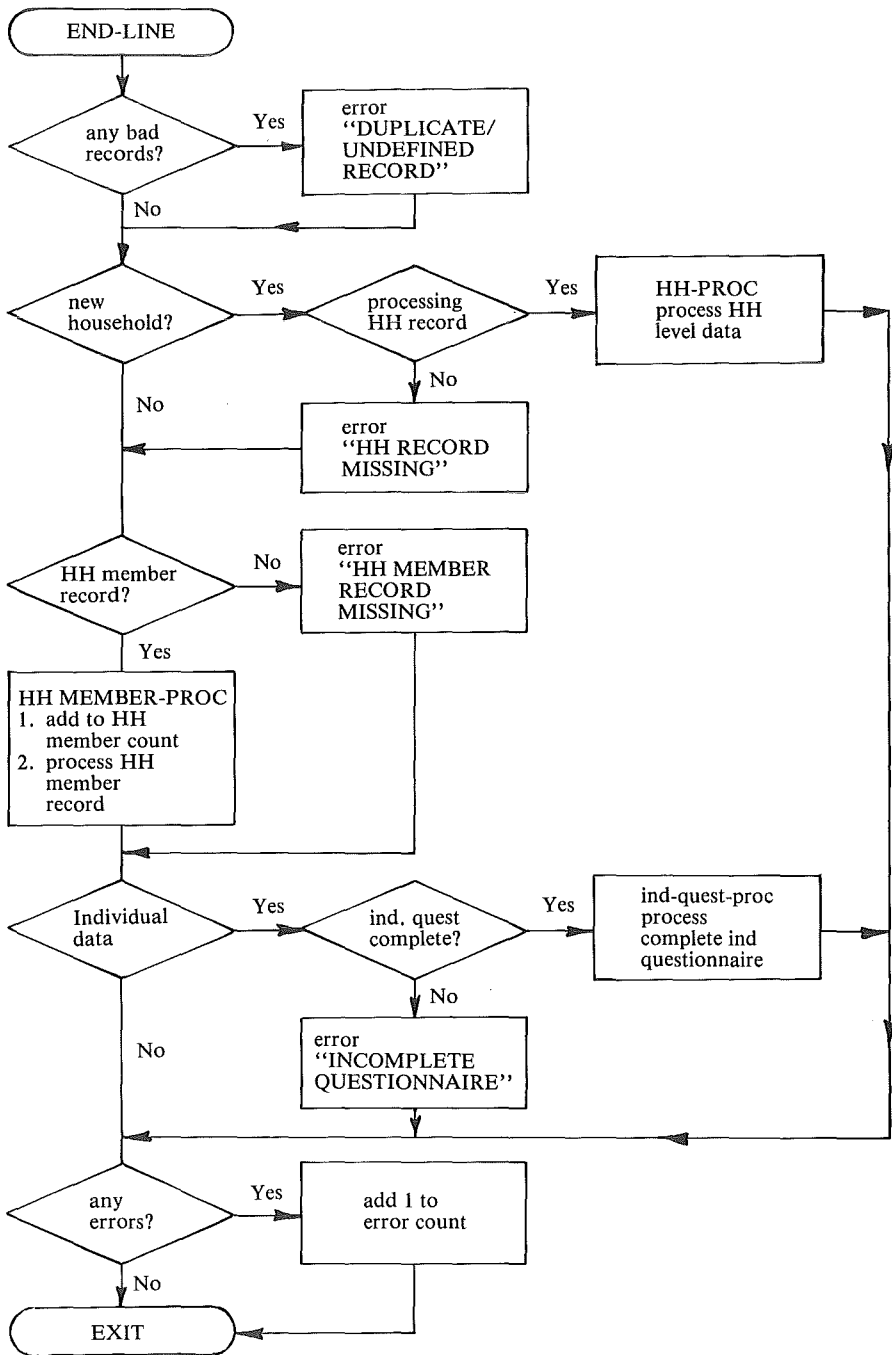 END-LINE
any bad
records?
Yes
error
“DUPLICATE/
UNDEFINED
RECORD”
No
new
household?
Yes
processing
HH record
Yes
HH-PROC
process HH
level data
No
No
error
“HH RECORD
MISSING”
HH member
record?
No
error
“HH MEMBER
RECORD
MISSING”
Yes
HH MEMBER-PROC
1. add to HH
member count
2. process HH
member
record
Individual
data
Yes
ind. quest
complete?
Yes
ind-quest-proc
process
complete ind
questionnaire
No
No
error
“INCOMPLETE
QUESTIONNAIRE”
any
errors?
Yes
add 1 to
error count
No
EXIT